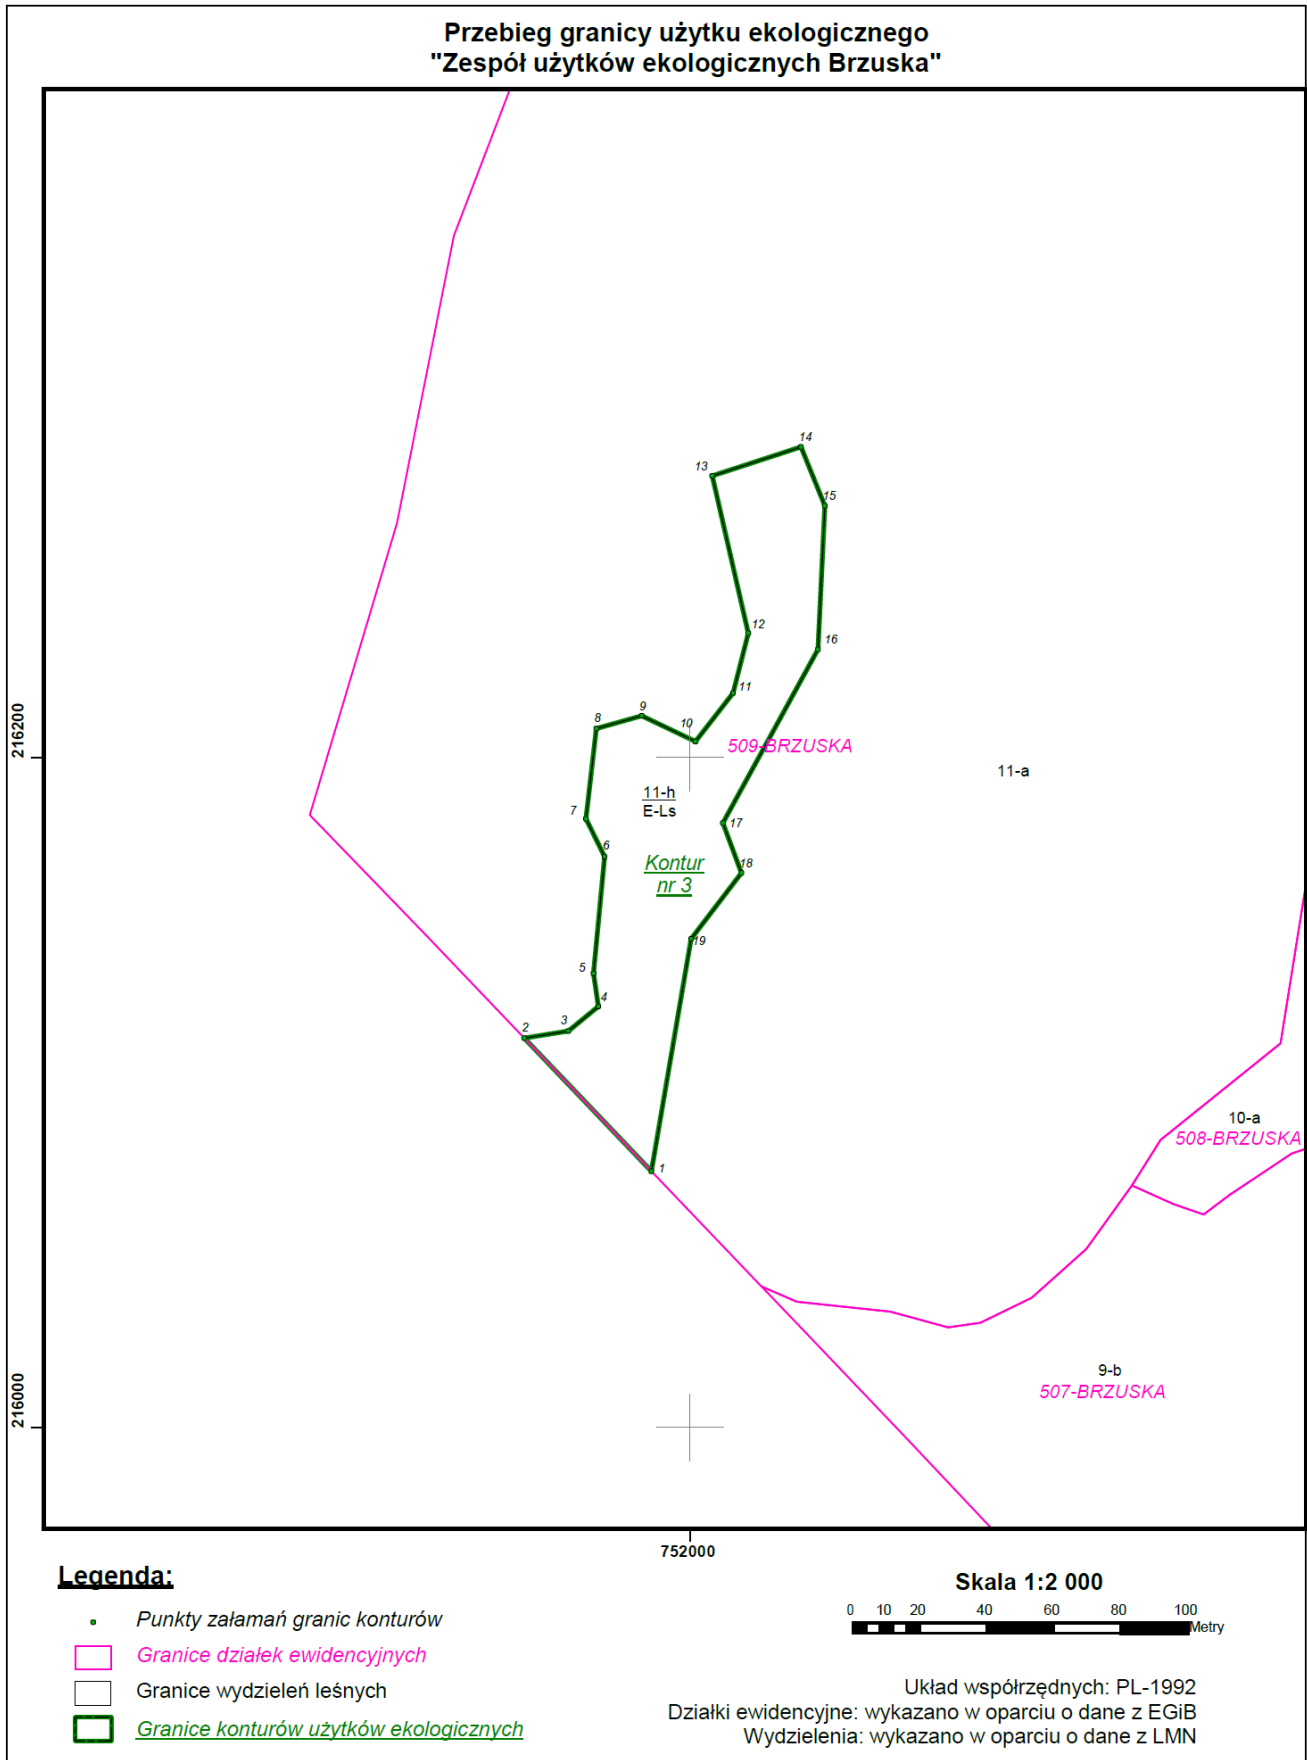 Przebieg granicy użytku ekologicznego
"Zespół użytków ekologicznych Brzuska"
14
13
15
12
16
11
9
8
10
509-BRZUSKA
216200
11-a
11-h
E-Ls
7
17
6
18
Kontur
nr 3
19
5
4
3
2
10-a
508-BRZUSKA
1
9-b
507-BRZUSKA
216000
752000
Legenda:
Punkty załamań granic konturów
Granice działek ewidencyjnych
Granice wydzieleń leśnych
Granice konturów użytków ekologicznych
Skala 1:2 000
0 10 20 40 60 80 100
Metry
Układ współrzędnych: PL-1992
Działki ewidencyjne: wykazano w oparciu o dane z EGiB
Wydzielenia: wykazano w oparciu o dane z LMN